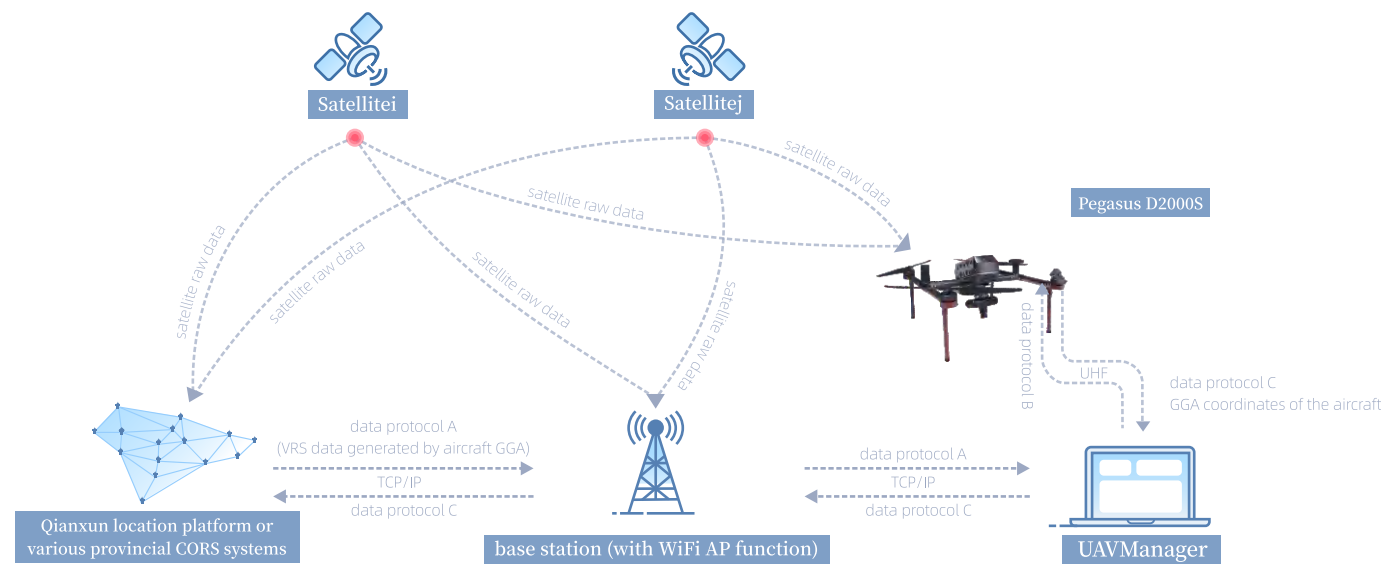 Satellitei
Satellitej
satellite raw data
Pegasus D2000S
satellite raw data
satellite raw data
satellite raw data
satellite raw data
satellite raw data
data protocol B
UHF
data protocol C
GGA coordinates of the aircraft
data protocol A
(VRS data generated by aircraft GGA)
TCP/IP
data protocol C
data protocol A
TCP/IP
data protocol C
Qianxun location platform or
various provincial CORS systems
base station (with WiFi AP function)
UAVManager